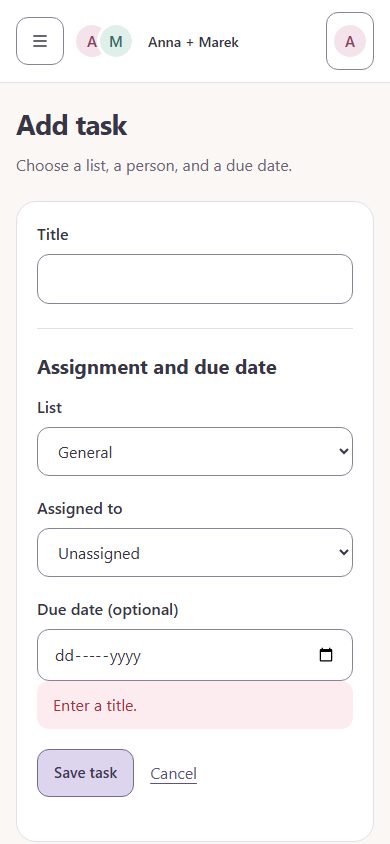 A M Anna + Marek A
Add task
Choose a list, a person, and a due date.
Title
Assignment and due date
List
General
Assigned to
Unassigned
Due date (optional)
dd-----yyyy
Enter a title.
Save task Cancel